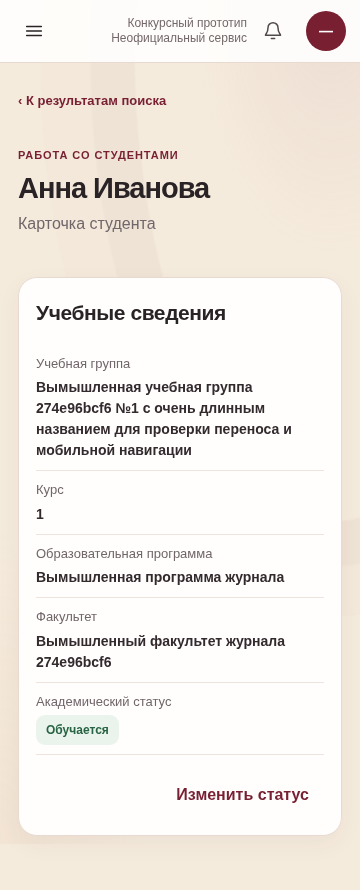 Конкурсный прототип
Неофициальный сервис
—
‹ К результатам поиска
РАБОТА СО СТУДЕНТАМИ
Анна Иванова
Карточка студента
Учебные сведения
Учебная группа
Вымышленная учебная группа
274e96bcf6 №1 с очень длинным
названием для проверки переноса и
мобильной навигации
Курс
1
Образовательная программа
Вымышленная программа журнала
Факультет
Вымышленный факультет журнала
274e96bcf6
Академический статус
Обучается
Изменить статус